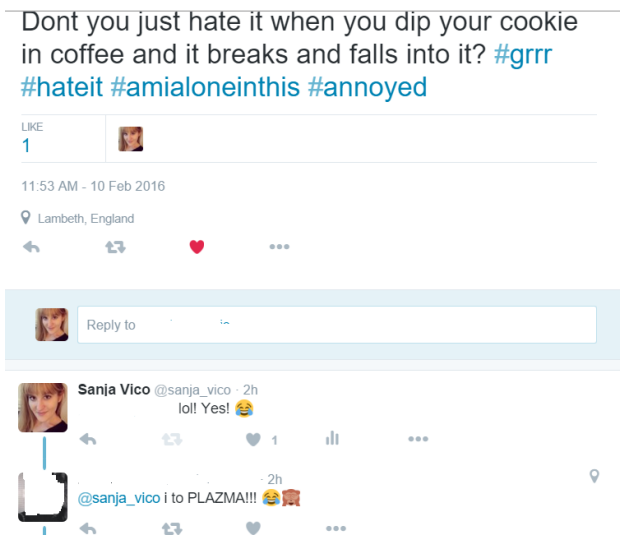 Dont you just hate it when you dip your cookie
in coffee and it breaks and falls into it? #grrr
#hateit #amialoneinthis #annoyed
LIKE
1
11:53 AM - 10 Feb 2016
Lambeth, England
Reply to
Sanja Vico @sanja_vico · 2h
lol! Yes! 😂
1
· 2h
@sanja_vico i to PLAZMA!!! 😂🙈